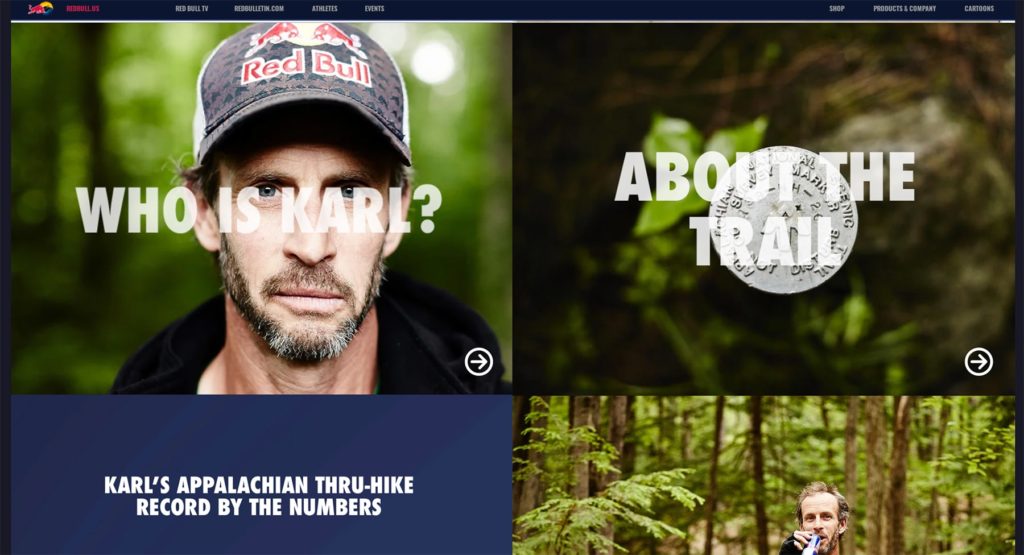 REDBULL.US
RED BULL TV
REDBULLETIN.COM
ATHLETES
EVENTS
SHOP
PRODUCTS & COMPANY
CARTOONS
Red Bull
WHO IS KARL?
ABOUT THE
TRAIL
KARL'S APPALACHIAN THRU-HIKE
RECORD BY THE NUMBERS